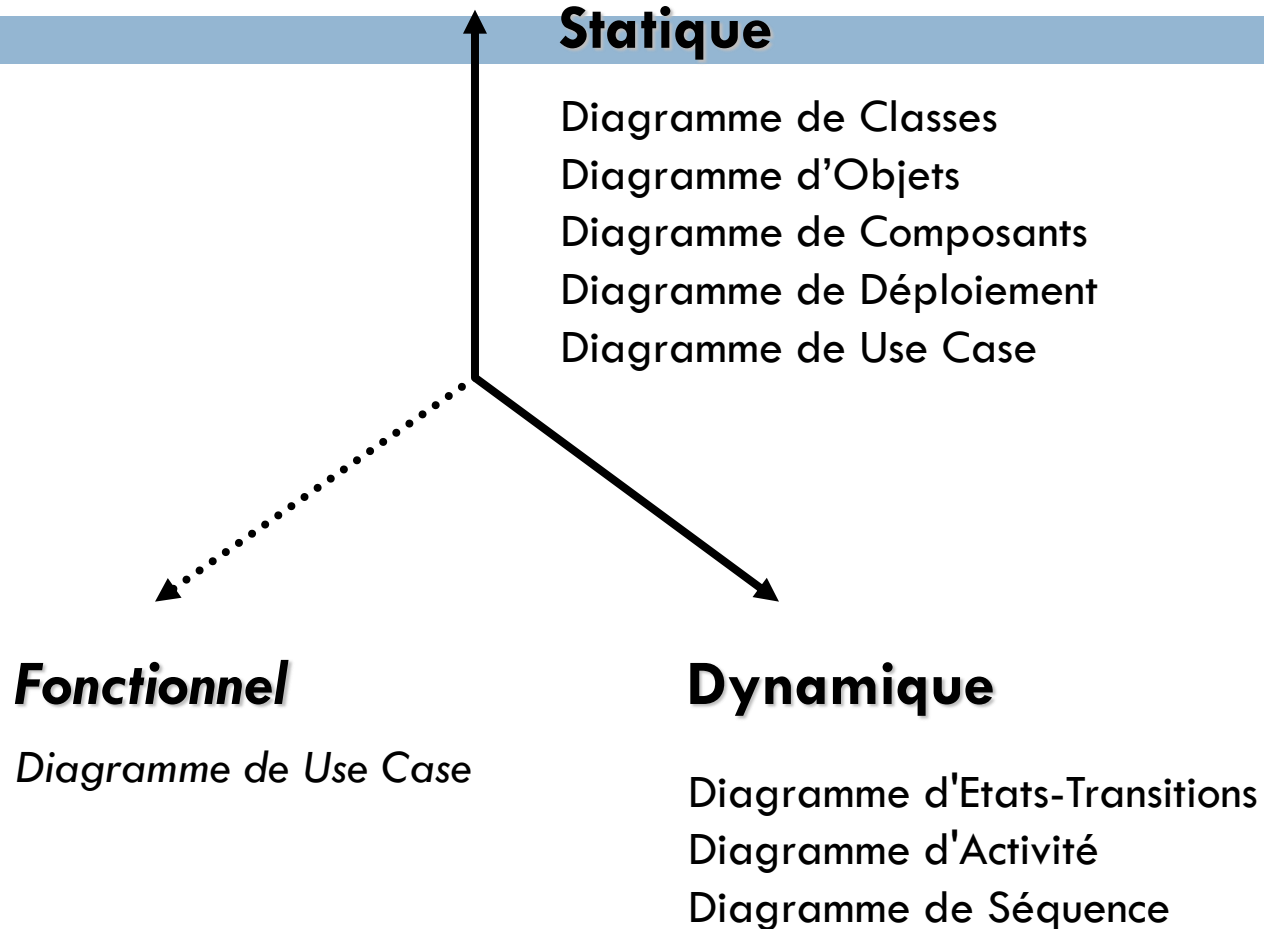 Statique
Diagramme de Classes
Diagramme d’Objets
Diagramme de Composants
Diagramme de Déploiement
Diagramme de Use Case
Fonctionnel
Diagramme de Use Case
Dynamique
Diagramme d'Etats-Transitions
Diagramme d'Activité
Diagramme de Séquence